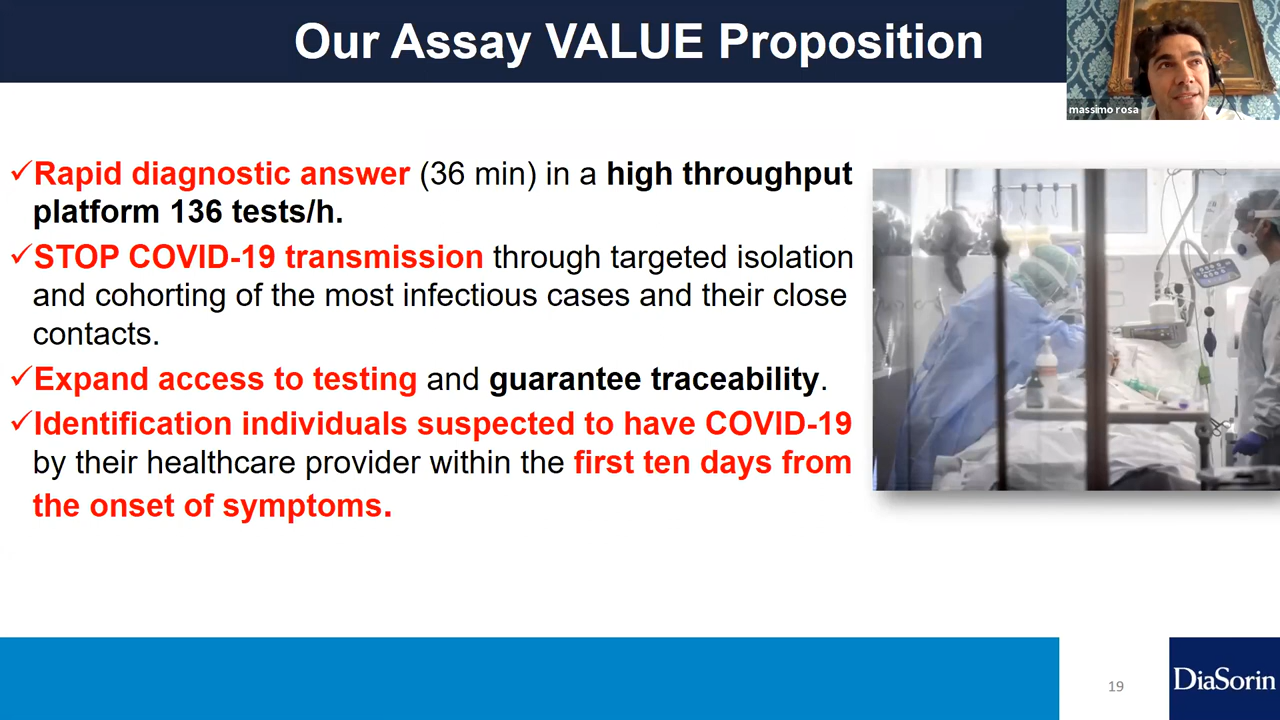 Our Assay VALUE Proposition
massimo rosa
✓Rapid diagnostic answer (36 min) in a high throughput
platform 136 tests/h.
✓STOP COVID-19 transmission through targeted isolation
and cohorting of the most infectious cases and their close
contacts.
✓Expand access to testing and guarantee traceability.
✓Identification individuals suspected to have COVID-19
by their healthcare provider within the first ten days from
the onset of symptoms.
19
DiaSorin